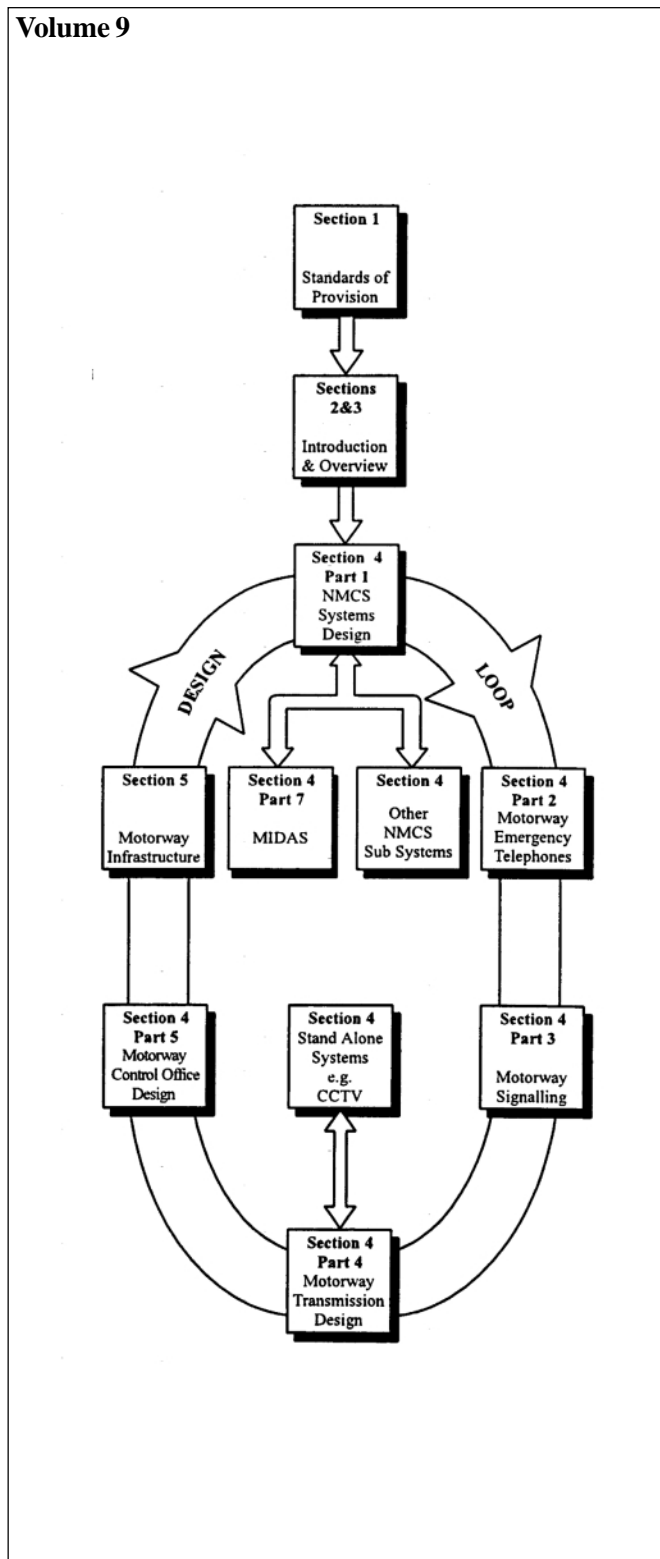 Volume 9
Section 1
Standards of
Provision
Sections
2&3
Introduction
& Overview
Section 4
Part 1
NMCS
Systems
Design
DESIGN
LOOP
Section 5
Motorway
Infrastructure
Section 4
Part 7
MIDAS
Section 4
Other
NMCS
Sub Systems
Section 4
Part 2
Motorway
Emergency
Telephones
Section 4
Part 5
Motorway
Control Office
Design
Section 4
Stand Alone
Systems
e.g.
CCTV
Section 4
Part 3
Motorway
Signalling
Section 4
Part 4
Motorway
Transmission
Design